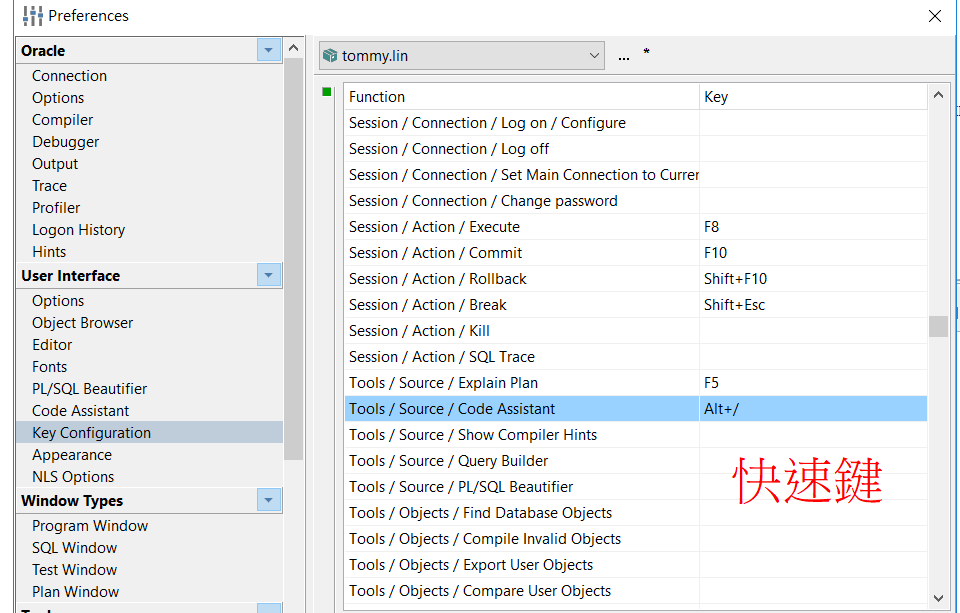 Preferences
Oracle
Connection
Options
Compiler
Debugger
Output
Trace
Profiler
Logon History
Hints
User Interface
Options
Object Browser
Editor
Fonts
PL/SQL Beautifier
Code Assistant
Key Configuration
Appearance
NLS Options
Window Types
Program Window
SQL Window
Test Window
Plan Window
tommy.lin ... *
Function Key
Session / Connection / Log on / Configure
Session / Connection / Log off
Session / Connection / Set Main Connection to Currer
Session / Connection / Change password
Session / Action / Execute F8
Session / Action / Commit F10
Session / Action / Rollback Shift+F10
Session / Action / Break Shift+Esc
Session / Action / Kill
Session / Action / SQL Trace
Tools / Source / Explain Plan F5
Tools / Source / Code Assistant Alt+/
Tools / Source / Show Compiler Hints
Tools / Source / Query Builder
Tools / Source / PL/SQL Beautifier
Tools / Objects / Find Database Objects
Tools / Objects / Compile Invalid Objects
Tools / Objects / Export User Objects
Tools / Objects / Compare User Objects
快速鍵